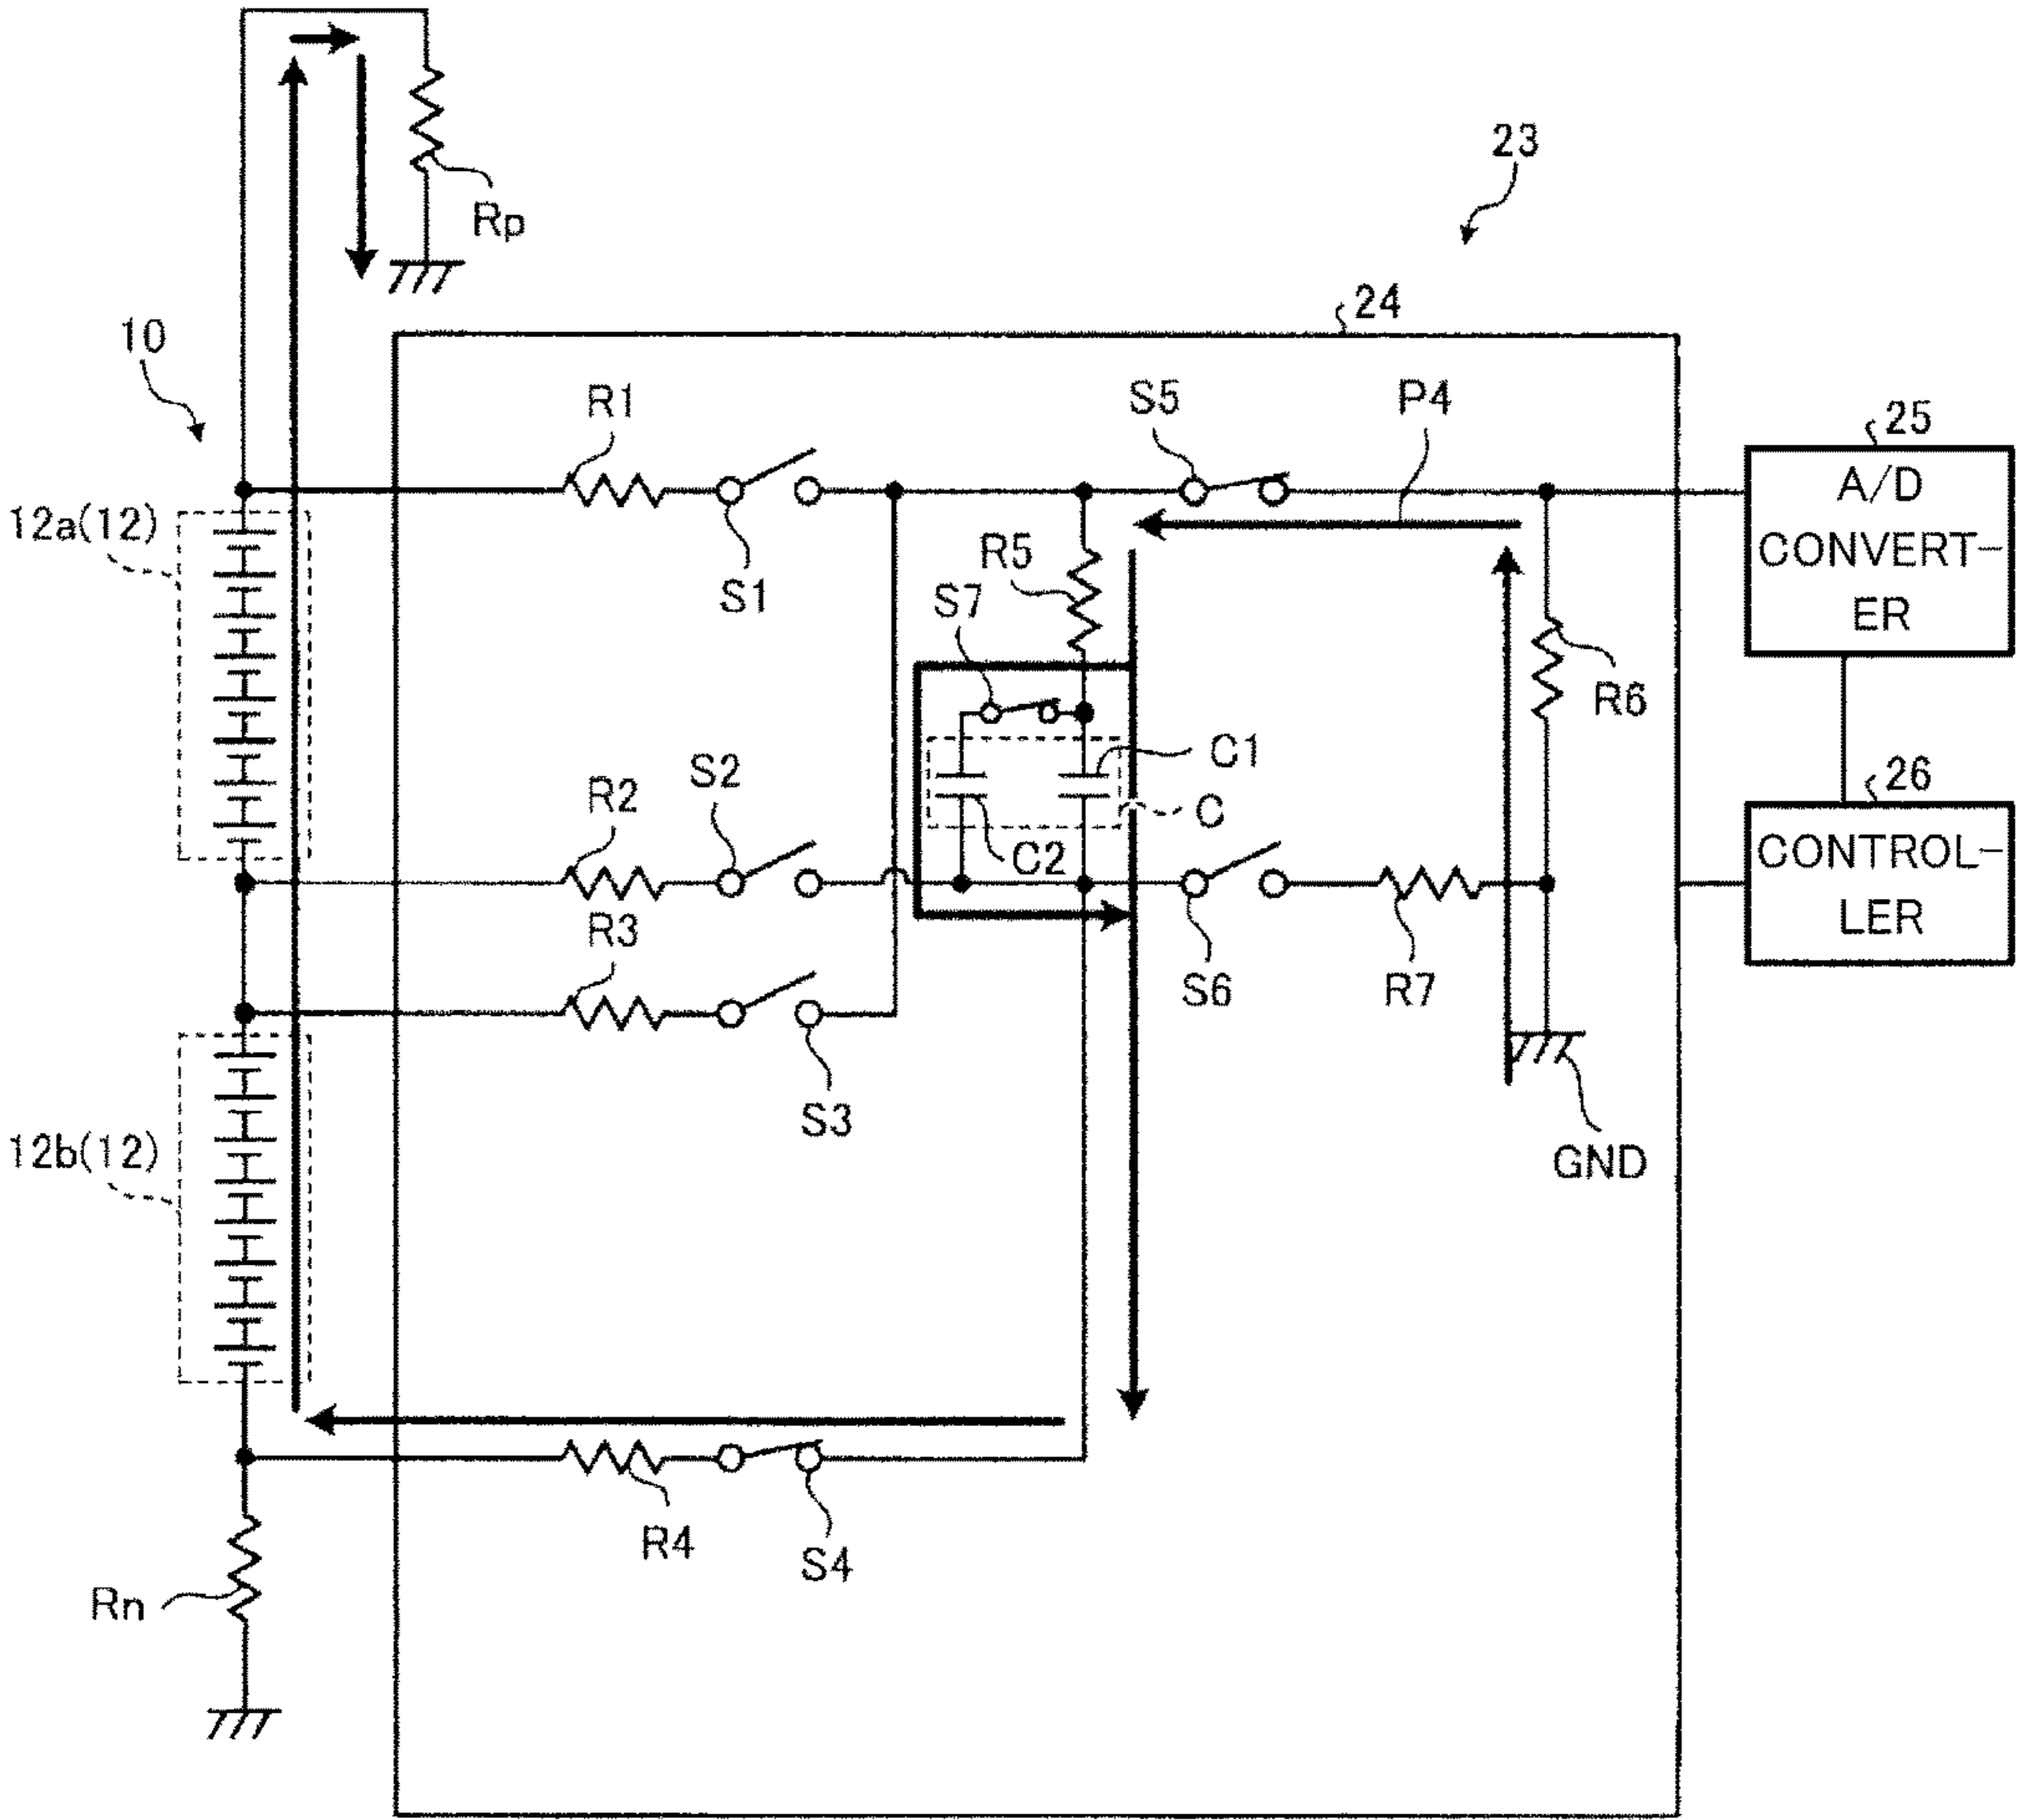 Rp
23
24
10
R1
S5
P4
25
A/D
CONVERT-
ER
12a(12)
S1
R5
S7
R6
C1
C
26
CONTROL-
LER
R2
S2
C2
R3
S6
R7
S3
GND
12b(12)
R4
S4
Rn